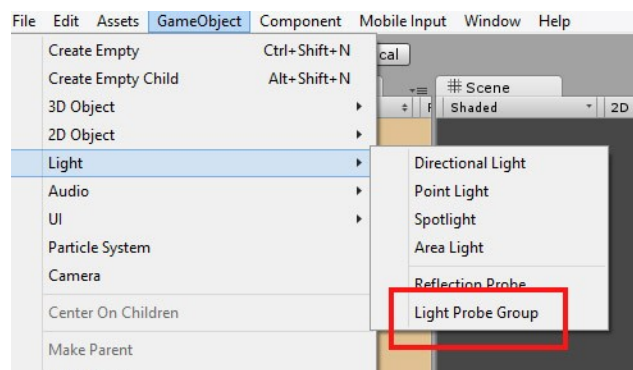 File Edit Assets GameObject Component Mobile Input Window Help
Create Empty Ctrl+Shift+N
Create Empty Child Alt+Shift+N
3D Object
2D Object
Light
Audio
UI
Particle System
Camera
Center On Children
Make Parent
cal
# Scene
Shaded 2D
Directional Light
Point Light
Spotlight
Area Light
Reflection Probe
Light Probe Group